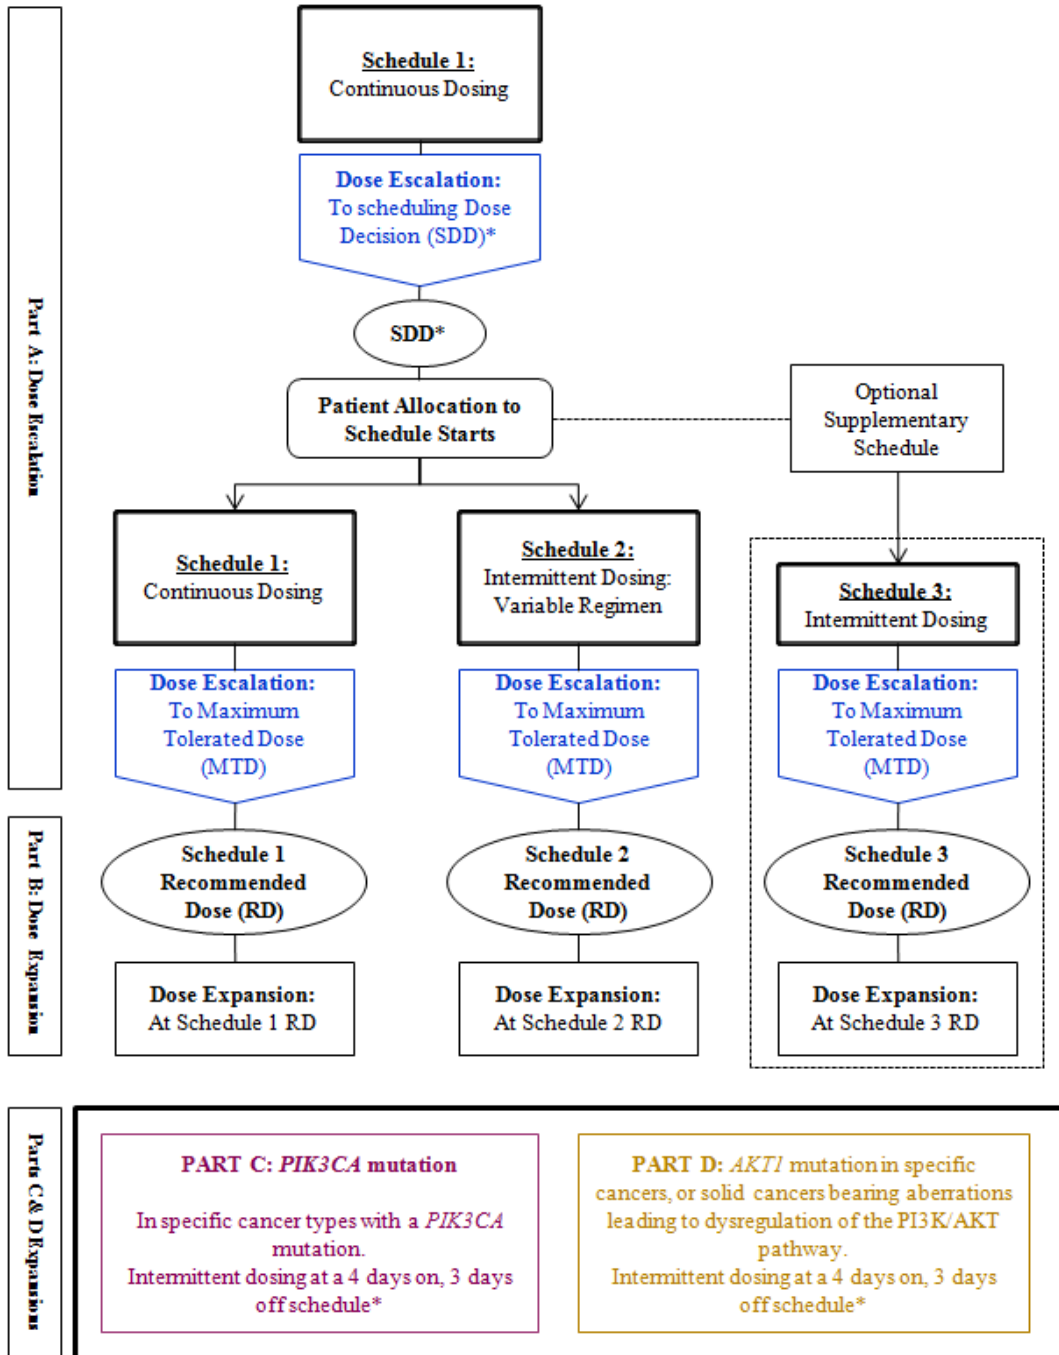 Part A: Dose Escalation
Schedule 1:
Continuous Dosing
Dose Escalation:
To scheduling Dose
Decision (SDD)*
SDD*
Patient Allocation to
Schedule Starts
Optional
Supplementary
Schedule
Schedule 1:
Continuous Dosing
Schedule 2:
Intermittent Dosing:
Variable Regimen
Schedule 3:
Intermittent Dosing
Dose Escalation:
To Maximum
Tolerated Dose
(MTD)
Dose Escalation:
To Maximum
Tolerated Dose
(MTD)
Dose Escalation:
To Maximum
Tolerated Dose
(MTD)
Part B: Dose Expansion
Schedule 1
Recommended
Dose (RD)
Schedule 2
Recommended
Dose (RD)
Schedule 3
Recommended
Dose (RD)
Dose Expansion:
At Schedule 1 RD
Dose Expansion:
At Schedule 2 RD
Dose Expansion:
At Schedule 3 RD
Parts C & D Expansions
PART C: PIK3CA mutation
In specific cancer types with a PIK3CA
mutation.
Intermittent dosing at a 4 days on, 3 days
off schedule*
PART D: AKT1 mutation in specific
cancers, or solid cancers bearing aberrations
leading to dysregulation of the PI3K/AKT
pathway.
Intermittent dosing at a 4 days on, 3 days
off schedule*